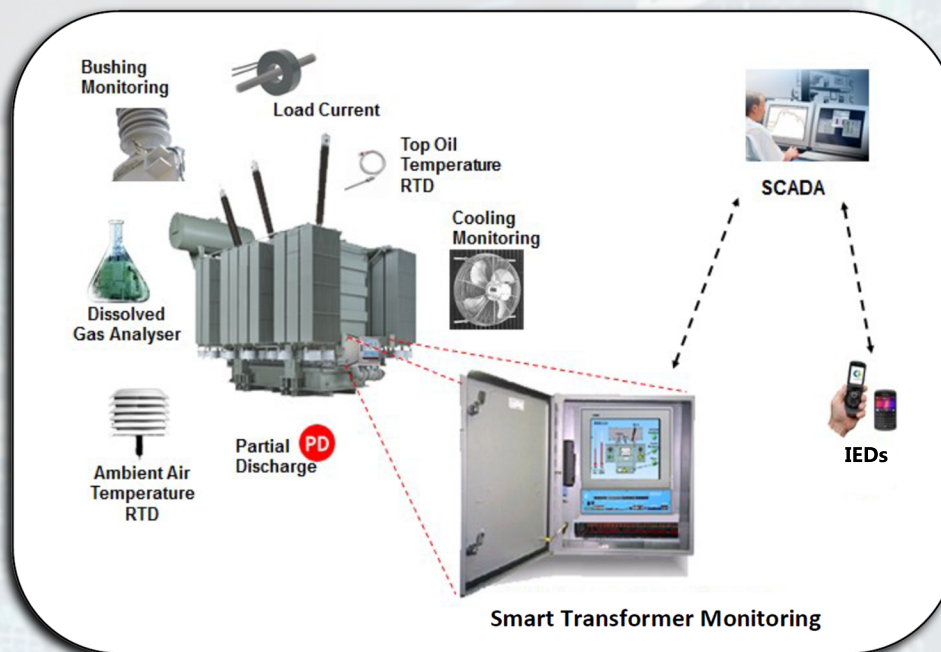 Bushing
Monitoring
Load Current
Top Oil
Temperature
RTD
SCADA
Cooling
Monitoring
Dissolved
Gas Analyser
Ambient Air
Temperature
RTD
Partial
Discharge
PD
IEDs
Smart Transformer Monitoring